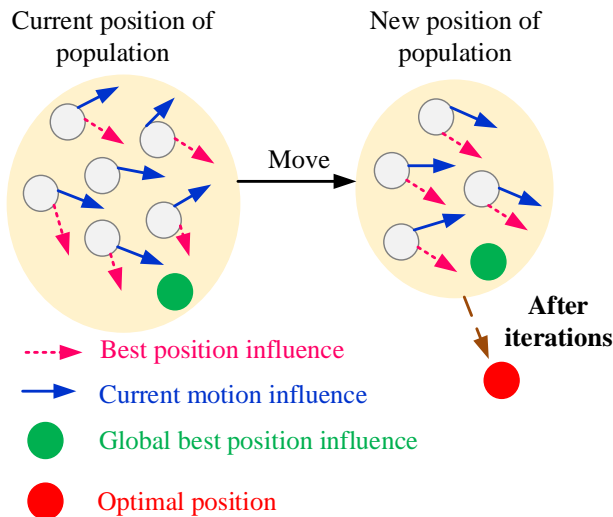 Current position of
population
New position of
population
Move
After
iterations
Best position influence
Current motion influence
Global best position influence
Optimal position